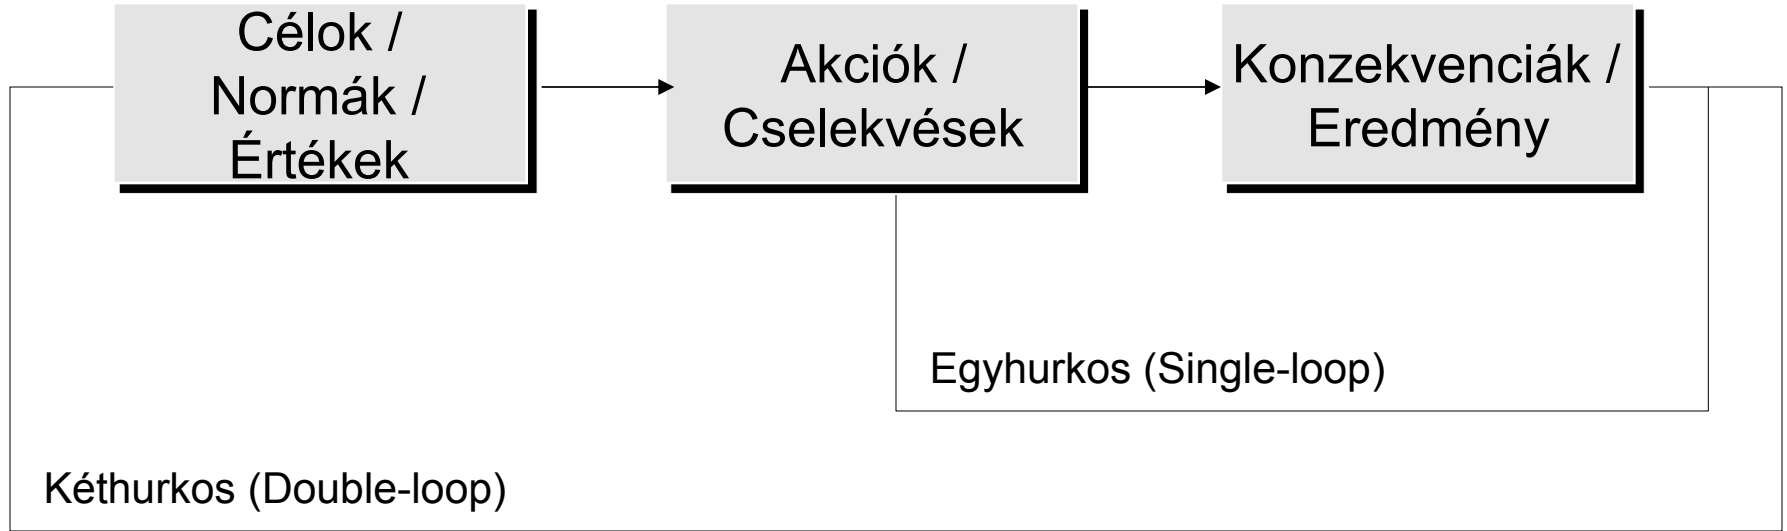 Célok /
Normák /
Értékek
Akciók /
Cselekvések
Konzekvenciák /
Eredmény
Egyhurkos (Single-loop)
Kéthurkos (Double-loop)